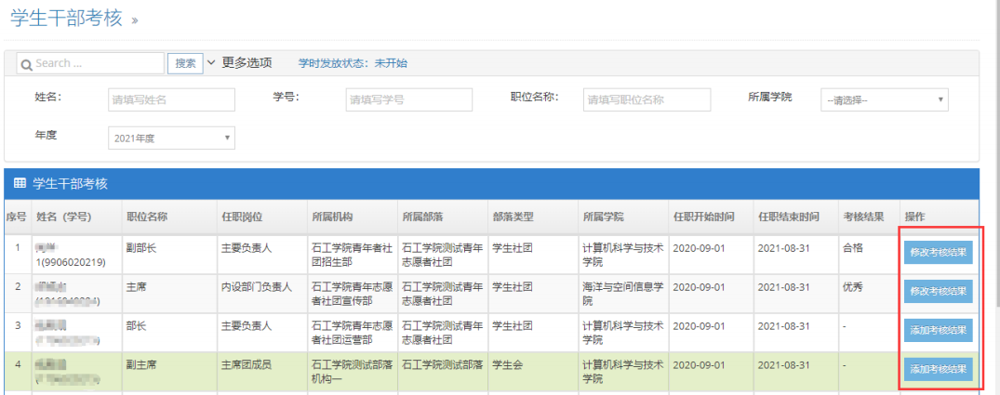 学生干部考核 »
Search ... 搜索 更多选项 学时发放状态：未开始
姓名： 请填写姓名 学号： 请填写学号 职位名称： 请填写职位名称 所属学院 --请选择--
年度 2021年度
学生干部考核
序号 姓名（学号） 职位名称 任职岗位 所属机构 所属部落 部落类型 所属学院 任职开始时间 任职结束时间 考核结果 操作
1 副部长 主要负责人 石工学院青年者社 石工学院测试青年 学生社团 计算机科学与技术 2020-09-01 2021-08-31 合格 修改考核结果
1(9906020219) 团招生部 志愿者社团 学院
2 主席 内设部门负责人 石工学院青年志愿 石工学院测试青年 学生社团 海洋与空间信息学 2020-09-01 2021-08-31 优秀 修改考核结果
者社团宣传部 志愿者社团 院
3 部长 主要负责人 石工学院青年志愿 石工学院测试青年 学生社团 计算机科学与技术 2020-09-01 2021-08-31 - 添加考核结果
者社团运营部 志愿者社团 学院
4 副主席 主席团成员 石工学院测试部落 石工学院测试部落 学生会 计算机科学与技术 2020-09-01 2021-08-31 - 添加考核结果
机构一 学院